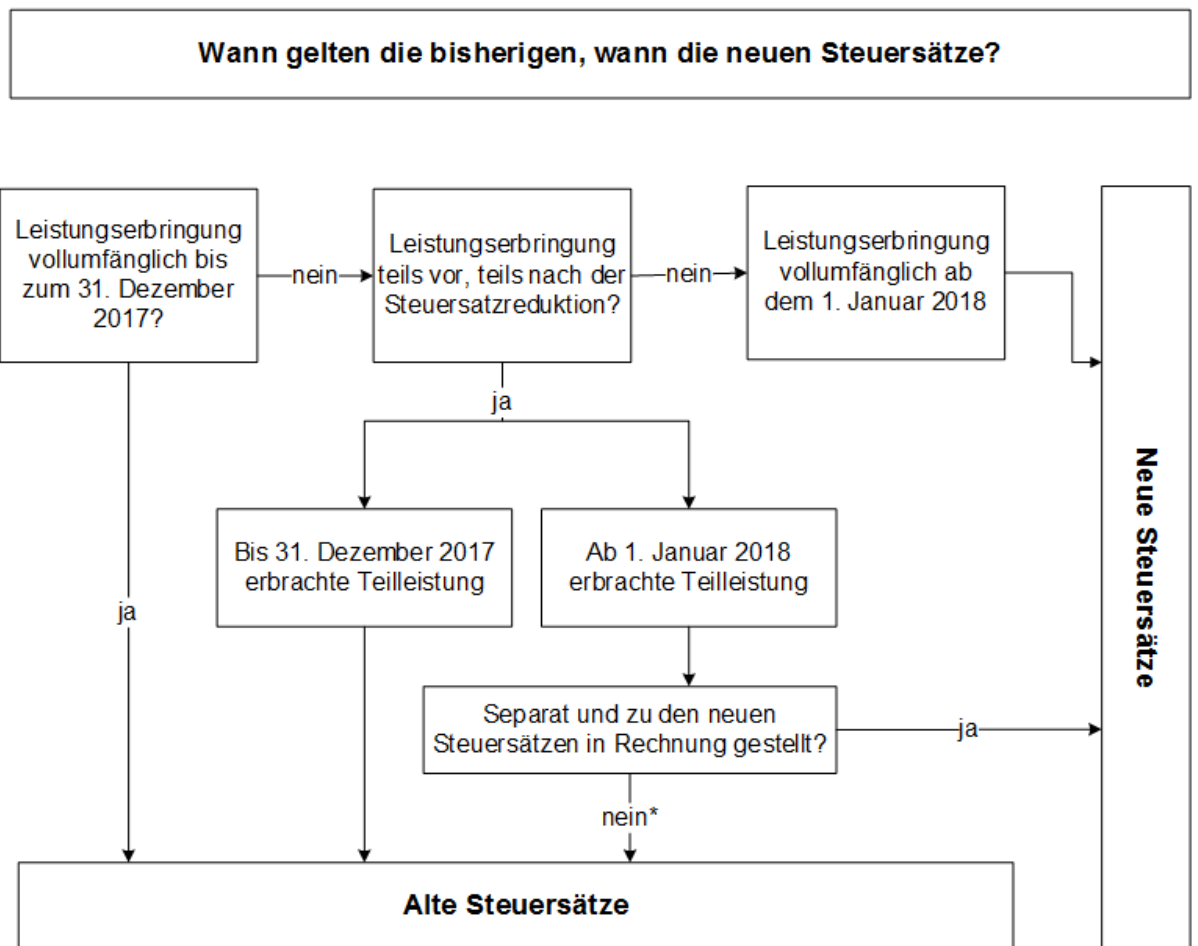 Wann gelten die bisherigen, wann die neuen Steuersätze?
Leistungserbringung
vollumfänglich bis
zum 31. Dezember
2017?
nein
Leistungserbringung
teils vor, teils nach der
Steuersatzreduktion?
nein
Leistungserbringung
vollumfänglich ab
dem 1. Januar 2018
ja
Bis 31. Dezember 2017
erbrachte Teilleistung
Ab 1. Januar 2018
erbrachte Teilleistung
ja
Separat und zu den neuen
Steuersätzen in Rechnung gestellt?
ja
nein*
Neue Steuersätze
Alte Steuersätze